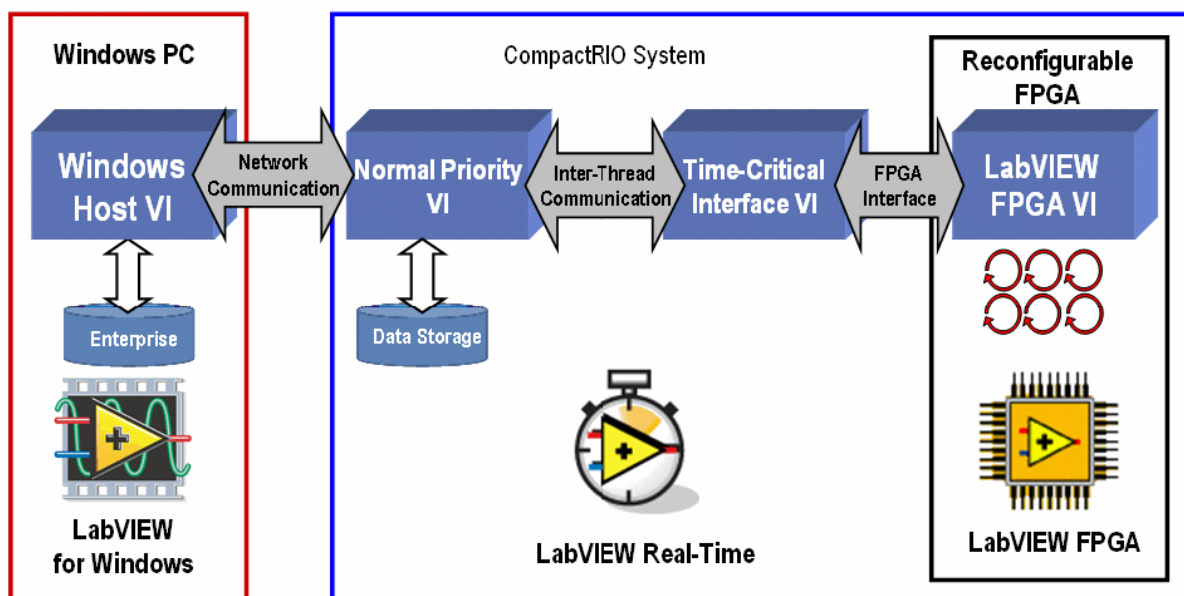 Windows PC
CompactRIO System
Reconfigurable
FPGA
Windows
Host VI
Network
Communication
Normal Priority
VI
Inter-Thread
Communication
Time-Critical
Interface VI
FPGA
Interface
LabVIEW
FPGA VI
Enterprise
Data Storage
LabVIEW
for Windows
LabVIEW Real-Time
LabVIEW FPGA